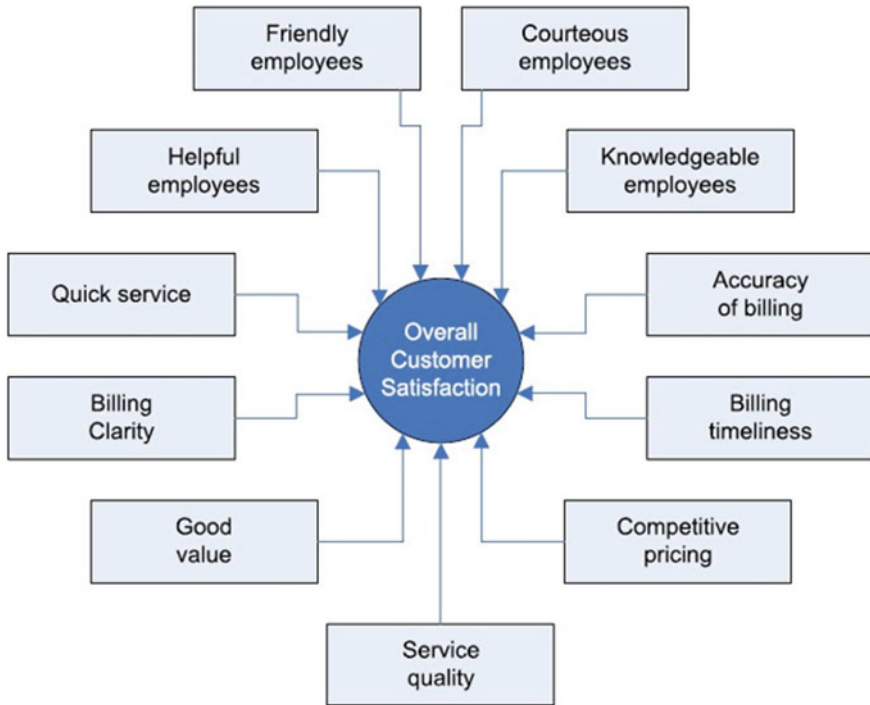 Friendly
employees
Courteous
employees
Helpful
employees
Knowledgeable
employees
Quick service
Accuracy
of billing
Overall
Customer
Satisfaction
Billing
Clarity
Billing
timeliness
Good
value
Competitive
pricing
Service
quality